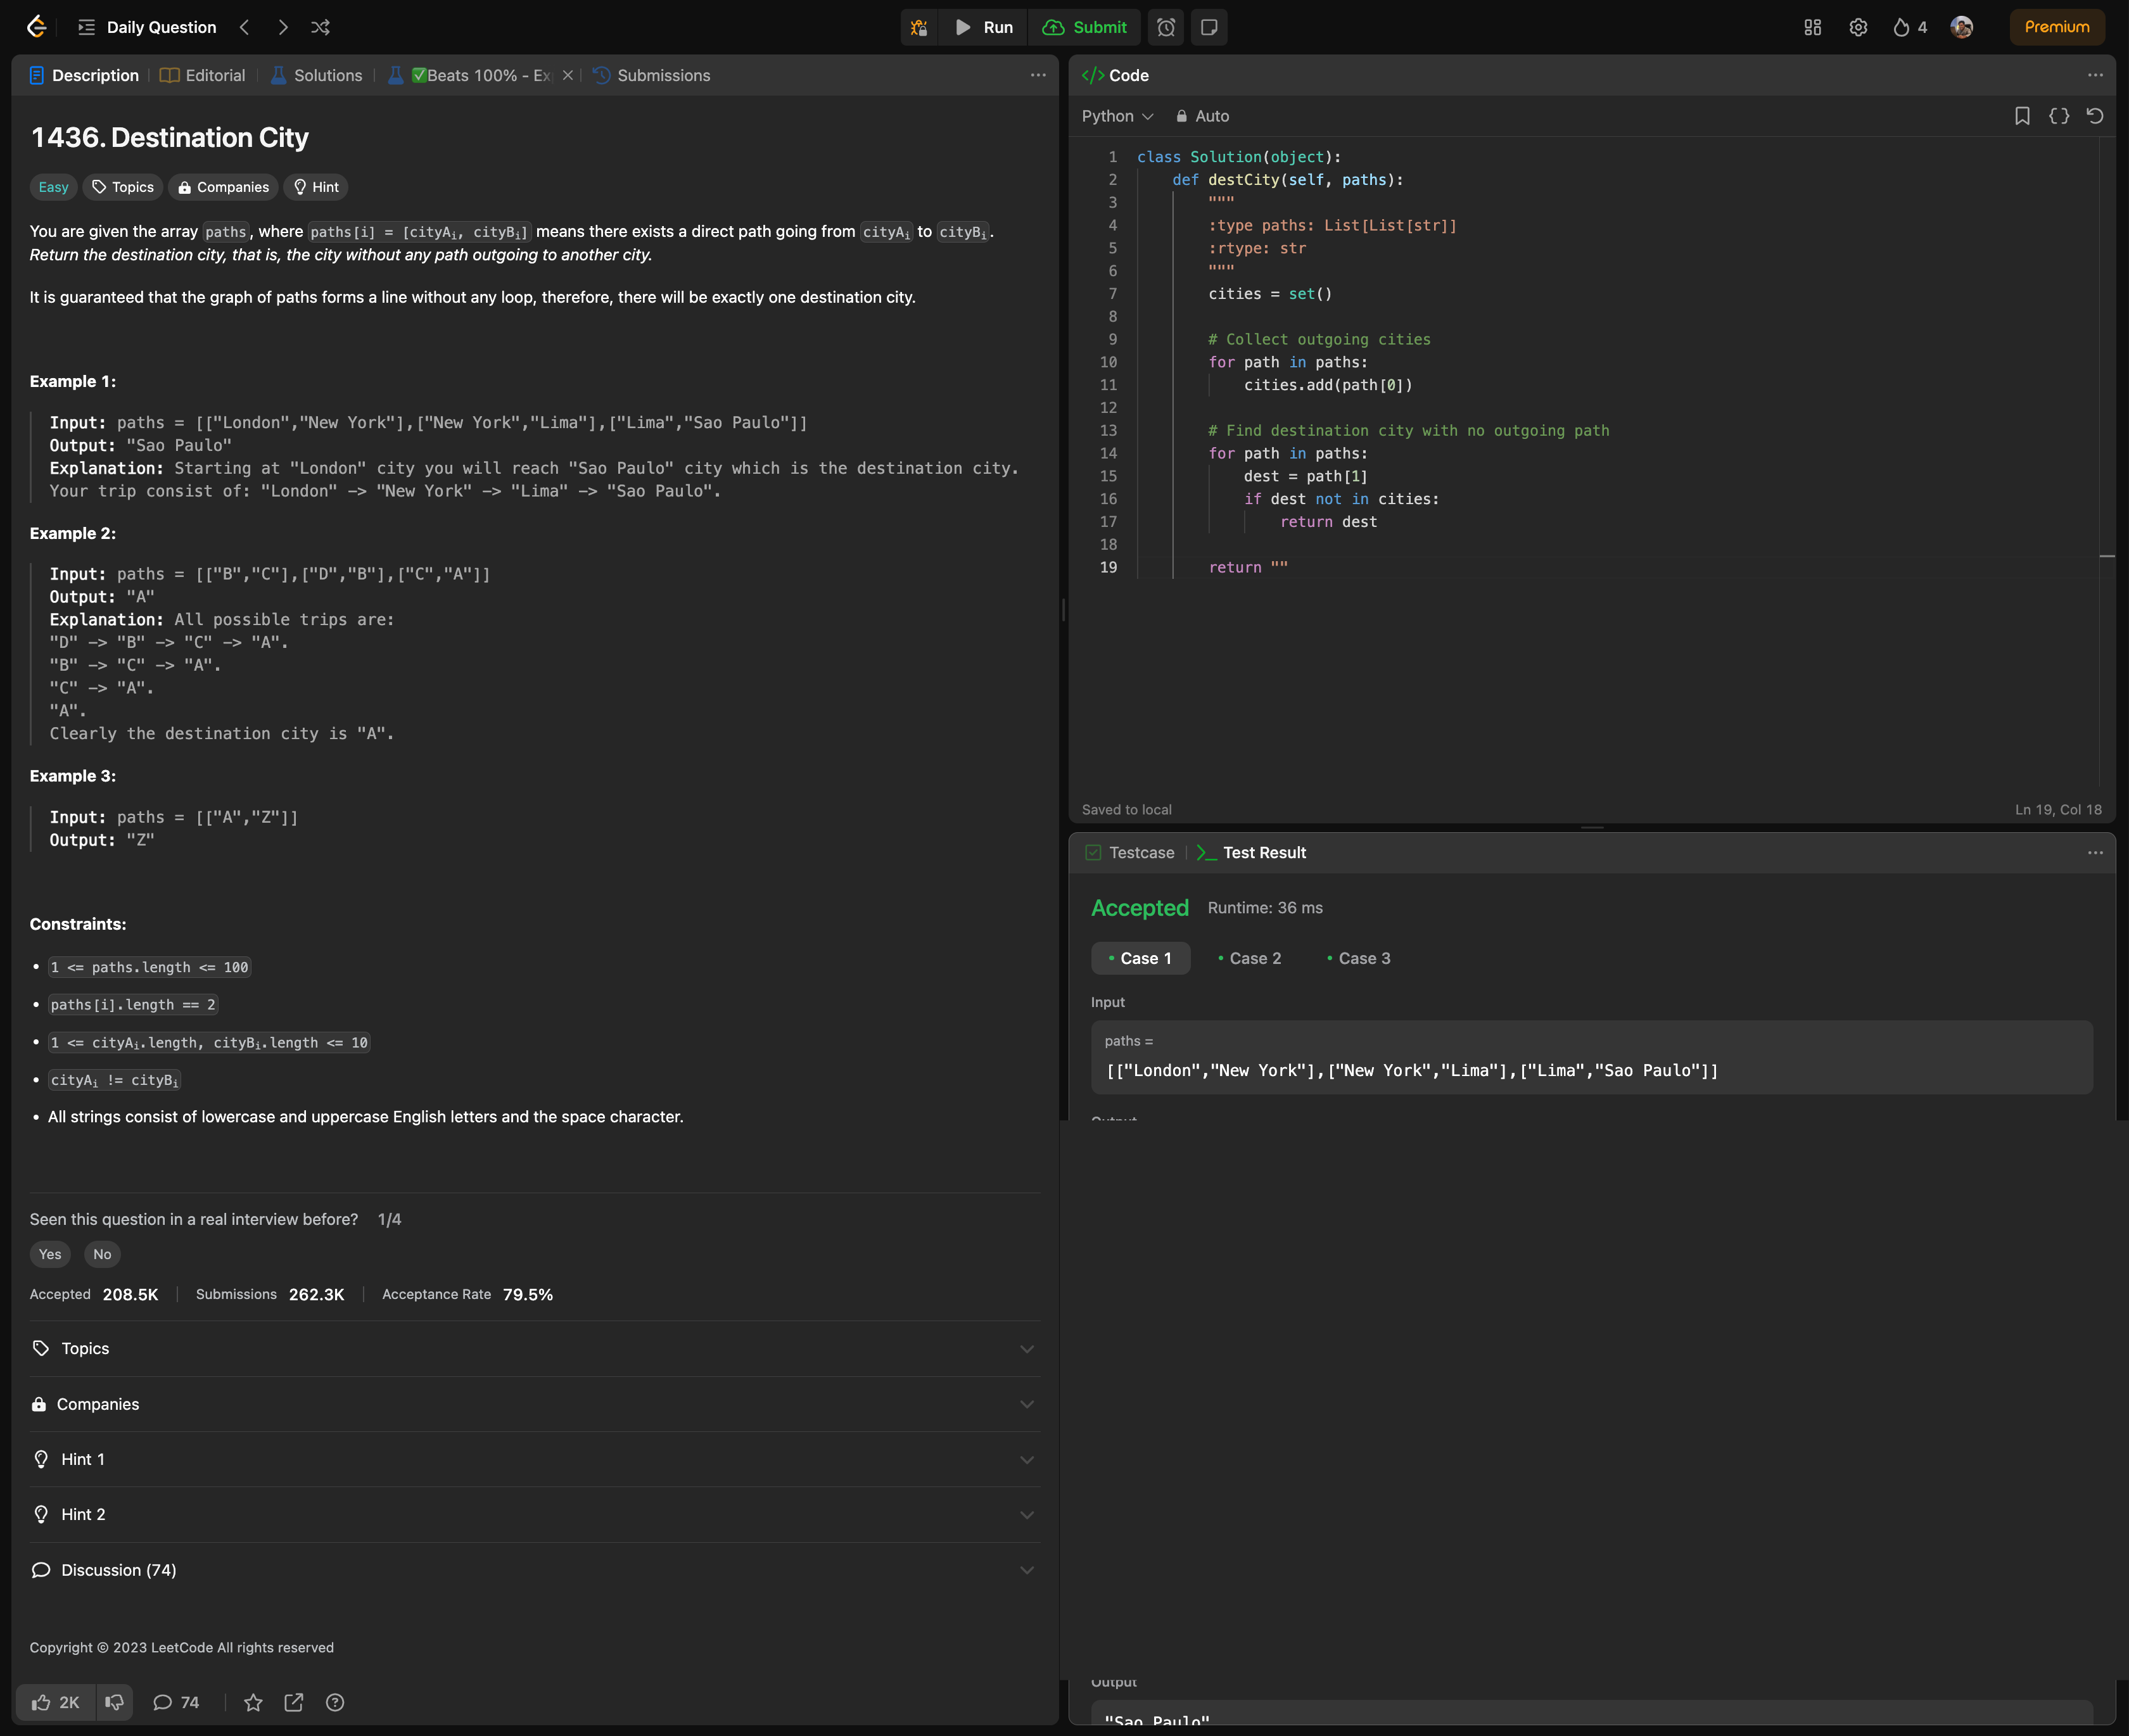 Daily Question
Run
Submit
4
Premium
Description
Editorial
Solutions
✅Beats 100% - Ex
Submissions
1436. Destination City
Easy
Topics
Companies
Hint
You are given the array paths, where paths[i] = [cityAi, cityBi] means there exists a direct path going from cityAi to cityBi.
Return the destination city, that is, the city without any path outgoing to another city.
It is guaranteed that the graph of paths forms a line without any loop, therefore, there will be exactly one destination city.
Example 1:
Input: paths = [["London","New York"],["New York","Lima"],["Lima","Sao Paulo"]]
Output: "Sao Paulo"
Explanation: Starting at "London" city you will reach "Sao Paulo" city which is the destination city.
Your trip consist of: "London" -> "New York" -> "Lima" -> "Sao Paulo".
Example 2:
Input: paths = [["B","C"],["D","B"],["C","A"]]
Output: "A"
Explanation: All possible trips are:
"D" -> "B" -> "C" -> "A".
"B" -> "C" -> "A".
"C" -> "A".
"A".
Clearly the destination city is "A".
Example 3:
Input: paths = [["A","Z"]]
Output: "Z"
Constraints:
• 1 <= paths.length <= 100
• paths[i].length == 2
• 1 <= cityAi.length, cityBi.length <= 10
• cityAi != cityBi
• All strings consist of lowercase and uppercase English letters and the space character.
Seen this question in a real interview before? 1/4
Yes
No
Accepted 208.5K
Submissions 262.3K
Acceptance Rate 79.5%
Topics
Companies
Hint 1
Hint 2
Discussion (74)
Copyright © 2023 LeetCode All rights reserved
2K
74
</> Code
Python
Auto
1 class Solution(object):
2 def destCity(self, paths):
3 """
4 :type paths: List[List[str]]
5 :rtype: str
6 """
7 cities = set()
8
9 # Collect outgoing cities
10 for path in paths:
11 cities.add(path[0])
12
13 # Find destination city with no outgoing path
14 for path in paths:
15 dest = path[1]
16 if dest not in cities:
17 return dest
18
19 return ""
Saved to local
Ln 19, Col 18
Testcase
Test Result
Accepted
Runtime: 36 ms
• Case 1
• Case 2
• Case 3
Input
paths =
[["London","New York"],["New York","Lima"],["Lima","Sao Paulo"]]
Output
Output
"Sao Paulo"